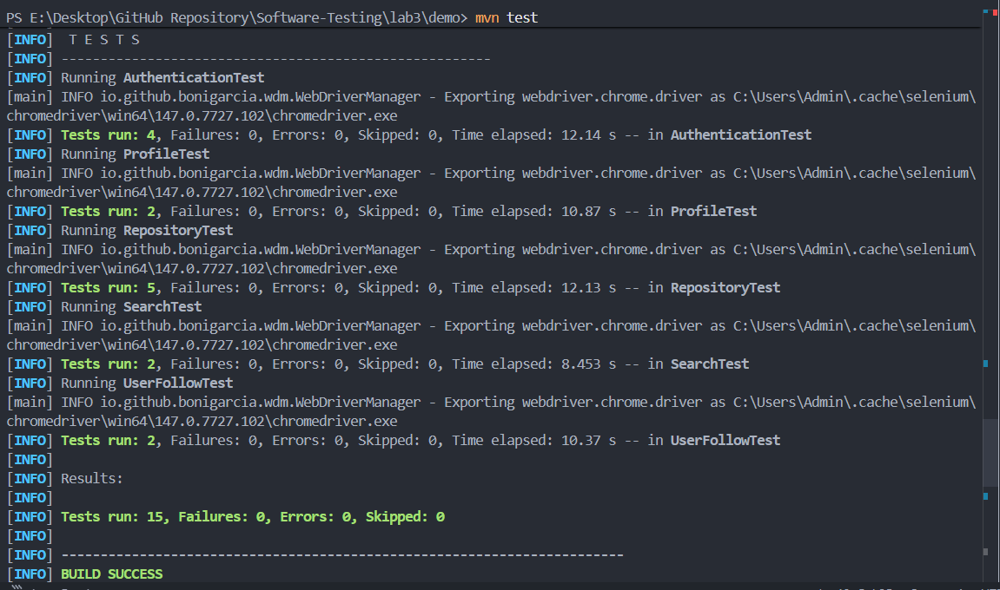 PS E:\Desktop\GitHub Repository\Software-Testing\lab3\demo> mvn test
[INFO]  T E S T S
[INFO] -------------------------------------------------------
[INFO] Running AuthenticationTest
[main] INFO io.github.bonigarcia.wdm.WebDriverManager - Exporting webdriver.chrome.driver as C:\Users\Admin\.cache\selenium\
chromedriver\win64\147.0.7727.102\chromedriver.exe
[INFO] Tests run: 4, Failures: 0, Errors: 0, Skipped: 0, Time elapsed: 12.14 s -- in AuthenticationTest
[INFO] Running ProfileTest
[main] INFO io.github.bonigarcia.wdm.WebDriverManager - Exporting webdriver.chrome.driver as C:\Users\Admin\.cache\selenium\
chromedriver\win64\147.0.7727.102\chromedriver.exe
[INFO] Tests run: 2, Failures: 0, Errors: 0, Skipped: 0, Time elapsed: 10.87 s -- in ProfileTest
[INFO] Running RepositoryTest
[main] INFO io.github.bonigarcia.wdm.WebDriverManager - Exporting webdriver.chrome.driver as C:\Users\Admin\.cache\selenium\
chromedriver\win64\147.0.7727.102\chromedriver.exe
[INFO] Tests run: 5, Failures: 0, Errors: 0, Skipped: 0, Time elapsed: 12.13 s -- in RepositoryTest
[INFO] Running SearchTest
[main] INFO io.github.bonigarcia.wdm.WebDriverManager - Exporting webdriver.chrome.driver as C:\Users\Admin\.cache\selenium\
chromedriver\win64\147.0.7727.102\chromedriver.exe
[INFO] Tests run: 2, Failures: 0, Errors: 0, Skipped: 0, Time elapsed: 8.453 s -- in SearchTest
[INFO] Running UserFollowTest
[main] INFO io.github.bonigarcia.wdm.WebDriverManager - Exporting webdriver.chrome.driver as C:\Users\Admin\.cache\selenium\
chromedriver\win64\147.0.7727.102\chromedriver.exe
[INFO] Tests run: 2, Failures: 0, Errors: 0, Skipped: 0, Time elapsed: 10.37 s -- in UserFollowTest
[INFO]
[INFO] Results:
[INFO]
[INFO] Tests run: 15, Failures: 0, Errors: 0, Skipped: 0
[INFO]
[INFO] ------------------------------------------------------------------------
[INFO] BUILD SUCCESS